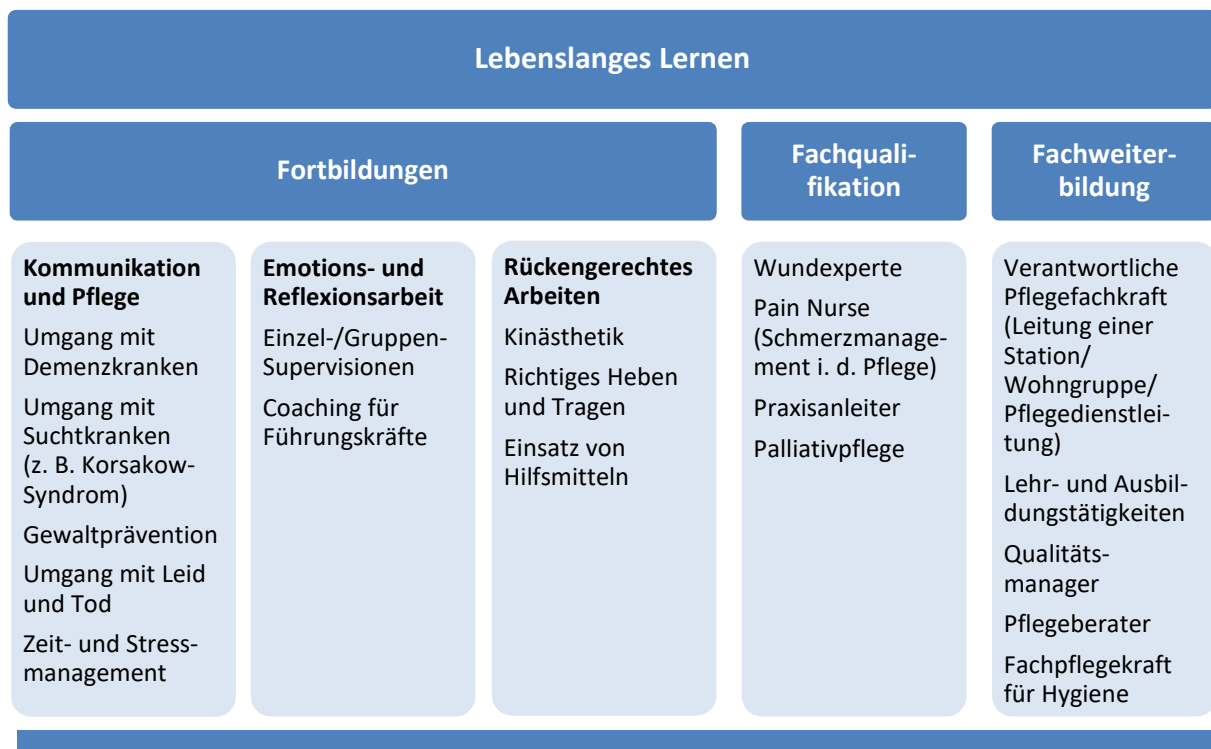 Lebenslanges Lernen
Fortbildungen
Fachquali-
fikation
Fachweiter-
bildung
Kommunikation
und Pflege
Umgang mit
Demenzkranken
Umgang mit
Suchtkranken
(z. B. Korsakow-
Syndrom)
Gewaltprävention
Umgang mit Leid
und Tod
Zeit- und Stress-
management
Emotions- und
Reflexionsarbeit
Einzel-/Gruppen-
Supervisionen
Coaching für
Führungskräfte
Rückengerechtes
Arbeiten
Kinästhetik
Richtiges Heben
und Tragen
Einsatz von
Hilfsmitteln
Wundexperte
Pain Nurse
(Schmerzmanage-
ment i. d. Pflege)
Praxisanleiter
Palliativpflege
Verantwortliche
Pflegefachkraft
(Leitung einer
Station/
Wohngruppe/
Pflegedienstlei-
tung)
Lehr- und Ausbil-
dungstätigkeiten
Qualitäts-
manager
Pflegeberater
Fachpflegekraft
für Hygiene